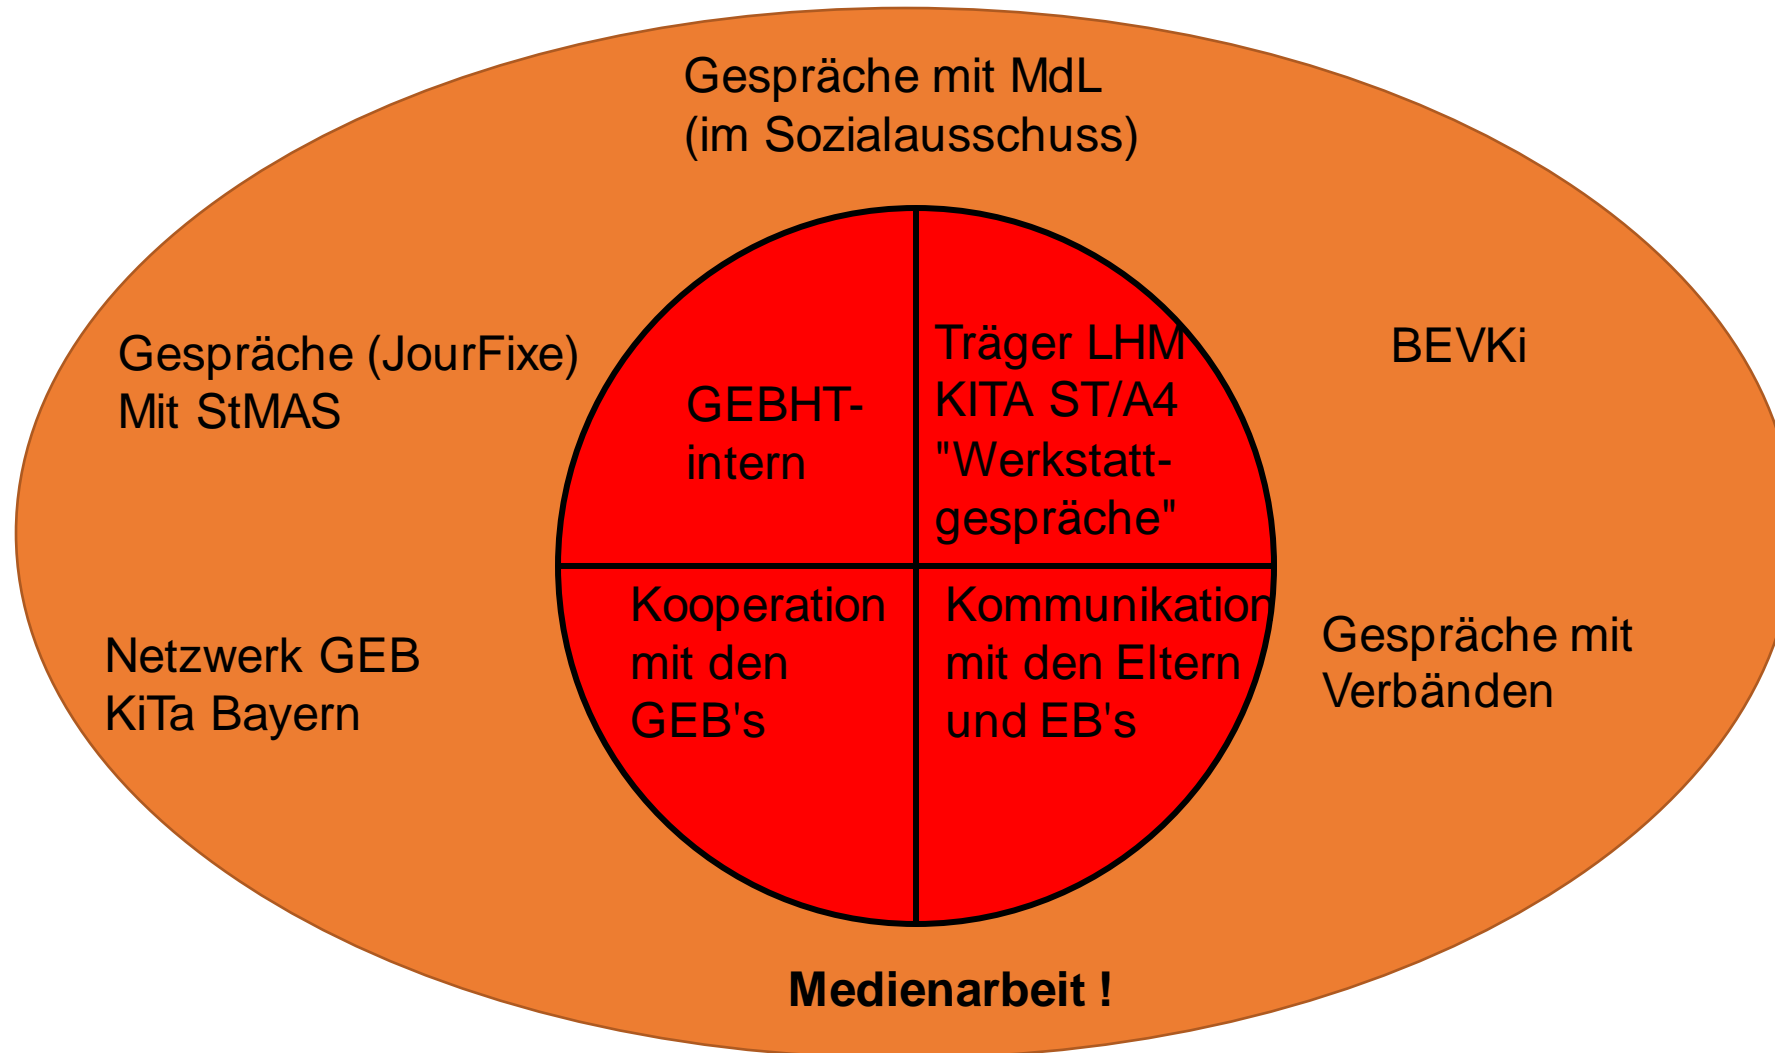 Gespräche mit MdL
(im Sozialausschuss)
Gespräche (JourFixe)
Mit StMAS
GEBHT-
intern
Träger LHM
KITA ST/A4
"Werkstatt-
gespräche"
BEVKi
Netzwerk GEB
KiTa Bayern
Kooperation
mit den
GEB's
Kommunikation
mit den Eltern
und EB's
Gespräche mit
Verbänden
Medienarbeit !